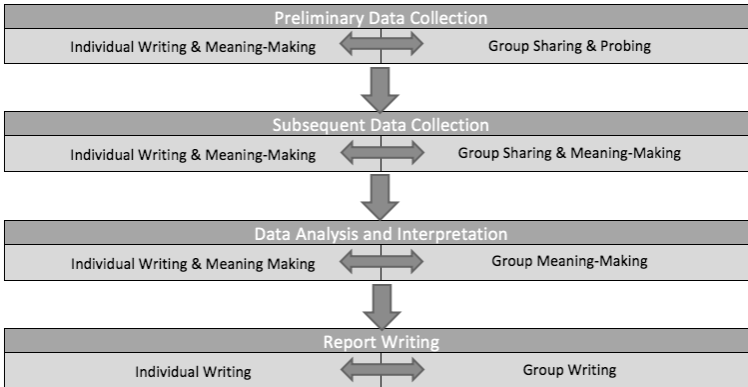 Preliminary Data Collection
Individual Writing & Meaning-Making
Group Sharing & Probing
Subsequent Data Collection
Individual Writing & Meaning-Making
Group Sharing & Meaning-Making
Data Analysis and Interpretation
Individual Writing & Meaning Making
Group Meaning-Making
Report Writing
Individual Writing
Group Writing